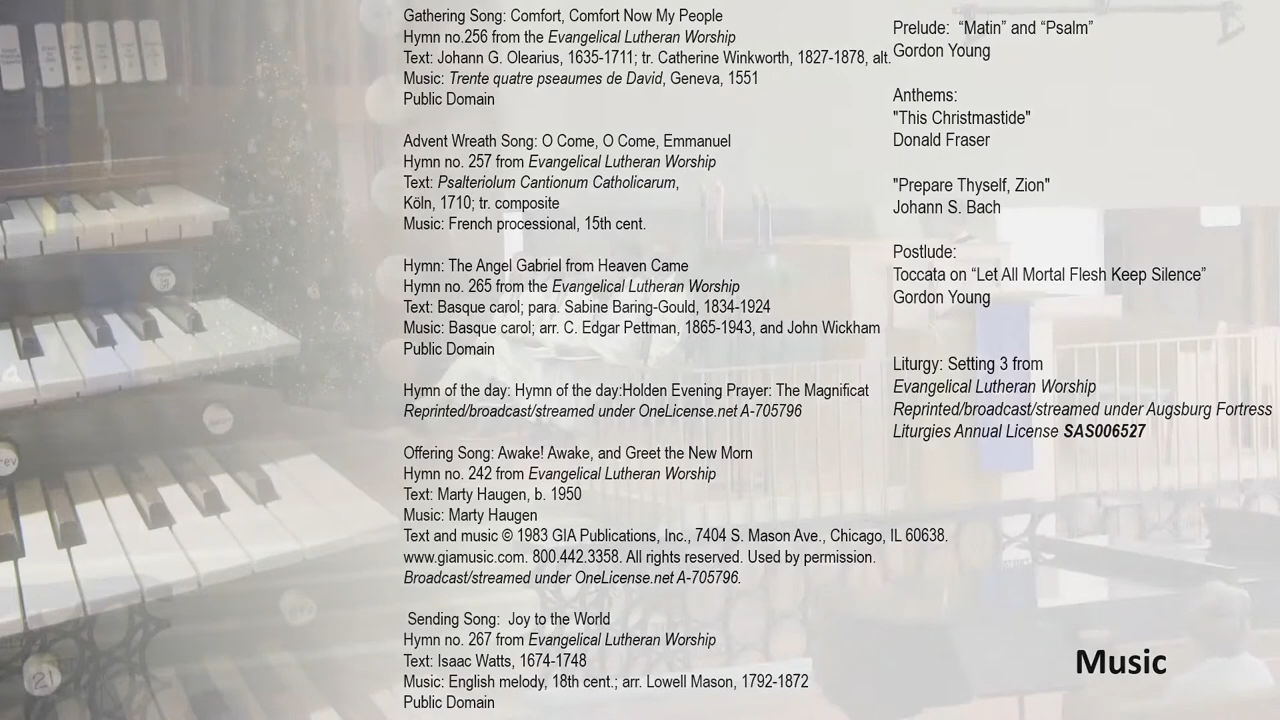 Gathering Song: Comfort, Comfort Now My People
Hymn no.256 from the Evangelical Lutheran Worship
Text: Johann G. Olearius, 1635-1711; tr. Catherine Winkworth, 1827-1878, alt.
Music: Trente quatre pseaumes de David, Geneva, 1551
Public Domain
Advent Wreath Song: O Come, O Come, Emmanuel
Hymn no. 257 from Evangelical Lutheran Worship
Text: Psalteriolum Cantionum Catholicarum,
Köln, 1710; tr. composite
Music: French processional, 15th cent.
Hymn: The Angel Gabriel from Heaven Came
Hymn no. 265 from the Evangelical Lutheran Worship
Text: Basque carol; para. Sabine Baring-Gould, 1834-1924
Music: Basque carol; arr. C. Edgar Pettman, 1865-1943, and John Wickham
Public Domain
Hymn of the day: Hymn of the day:Holden Evening Prayer: The Magnificat
Reprinted/broadcast/streamed under OneLicense.net A-705796
Offering Song: Awake! Awake, and Greet the New Morn
Hymn no. 242 from Evangelical Lutheran Worship
Text: Marty Haugen, b. 1950
Music: Marty Haugen
Text and music © 1983 GIA Publications, Inc., 7404 S. Mason Ave., Chicago, IL 60638.
www.giamusic.com. 800.442.3358. All rights reserved. Used by permission.
Broadcast/streamed under OneLicense.net A-705796.
Sending Song: Joy to the World
Hymn no. 267 from Evangelical Lutheran Worship
Text: Isaac Watts, 1674-1748
Music: English melody, 18th cent.; arr. Lowell Mason, 1792-1872
Public Domain
Prelude: “Matin” and “Psalm”
Gordon Young
Anthems:
"This Christmastide"
Donald Fraser
"Prepare Thyself, Zion"
Johann S. Bach
Postlude:
Toccata on “Let All Mortal Flesh Keep Silence”
Gordon Young
Liturgy: Setting 3 from
Evangelical Lutheran Worship
Reprinted/broadcast/streamed under Augsburg Fortress
Liturgies Annual License SAS006527
Music
21